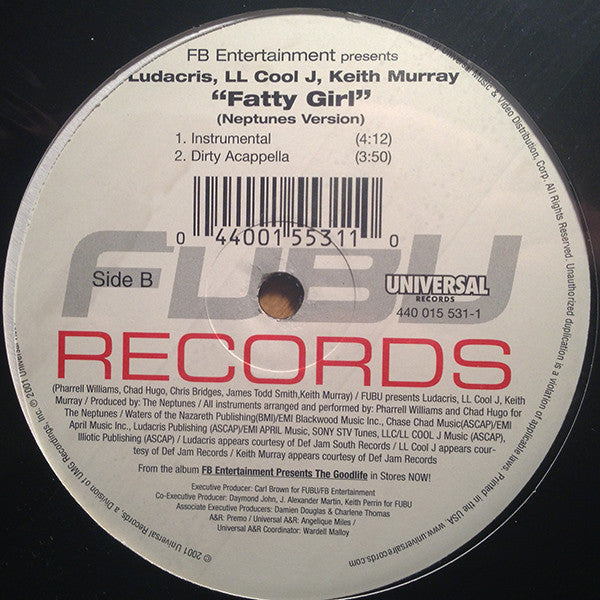 FB Entertainment presents
Ludacris, LL Cool J, Keith Murray
“Fatty Girl”
(Neptunes Version)
1. Instrumental (4:12)
2. Dirty Acappella (3:50)
0 44001 55311 0
Side B
FUBU
UNIVERSAL
RECORDS
440 015 531-1
RECORDS
(Pharrell Williams, Chad Hugo, Chris Bridges, James Todd Smith,Keith Murray) / FUBU presents Ludacris, LL Cool J, Keith
Murray / Produced by: The Neptunes / All instruments arranged and performed by: Pharrell Williams and Chad Hugo for
The Neptunes / Waters of the Nazareth Publishing(BMI)/EMI Blackwood Music Inc., Chase Chad Music(ASCAP)/EMI
April Music Inc., Ludacris Publishing (ASCAP)/EMI APRIL Music, SONY STV Tunes, LLC/LL COOL J Music (ASCAP),
Illiotic Publishing (ASCAP) / Ludacris appears courtesy of Def Jam South Records / LL Cool J appears cour-
tesy of Def Jam Records / Keith Murray appears courtesy of Def Jam Records
From the album FB Entertainment Presents The Goodlife in Stores NOW!
Executive Producer: Carl Brown for FUBU/FB Entertainment
Co-Executive Producer: Daymond John, J. Alexander Martin, Keith Perrin for FUBU
Associate Executive Producers: Damien Douglas & Charlene Thomas
A&R: Premo / Universal A&R: Angelique Miles /
Universal A&R Coordinator: Wardell Malloy
© 2001 Universal Records a Division of UMG Recordings, Inc. ℗ 2001 Universal
by Universal Music & Video Distribution, Corp. All Rights Reserved. Unauthorized duplication is a violation of applicable laws. Printed in the USA. www.universalrecords.com